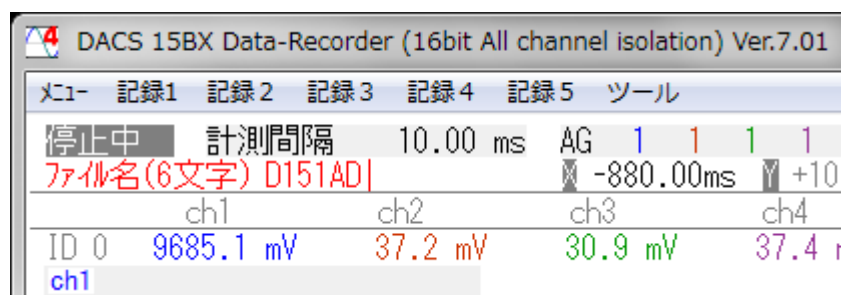 DACS 15BX Data-Recorder (16bit All channel isolation) Ver.7.01
ﾒﾆｭｰ 記録1 記録2 記録3 記録4 記録5 ツール
停止中 計測間隔 10.00 ms AG 1 1 1 1
ﾌｧｲﾙ名(6文字) D151AD X -880.00ms Y +10
ch1 ch2 ch3 ch4
ID 0 9685.1 mV 37.2 mV 30.9 mV 37.4
ch1